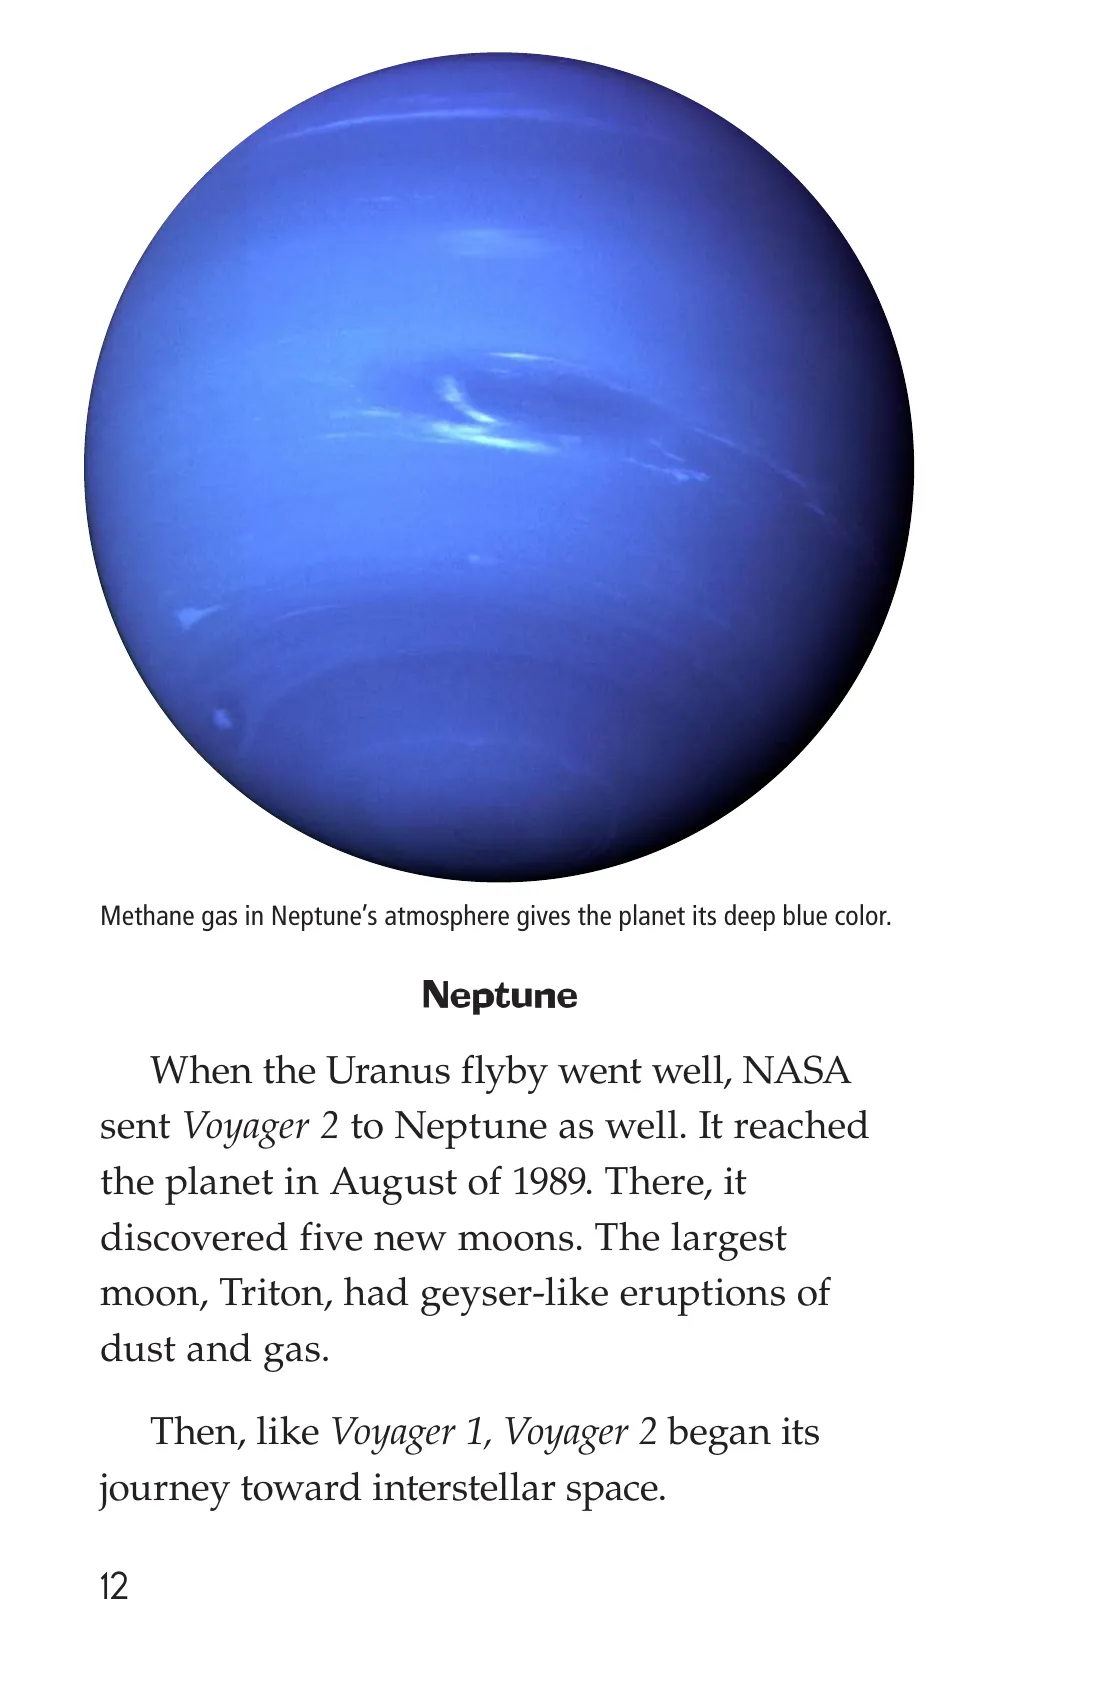 Methane gas in Neptune’s atmosphere gives the planet its deep blue color.
Neptune
When the Uranus flyby went well, NASA
sent Voyager 2 to Neptune as well. It reached
the planet in August of 1989. There, it
discovered five new moons. The largest
moon, Triton, had geyser-like eruptions of
dust and gas.
Then, like Voyager 1, Voyager 2 began its
journey toward interstellar space.
12